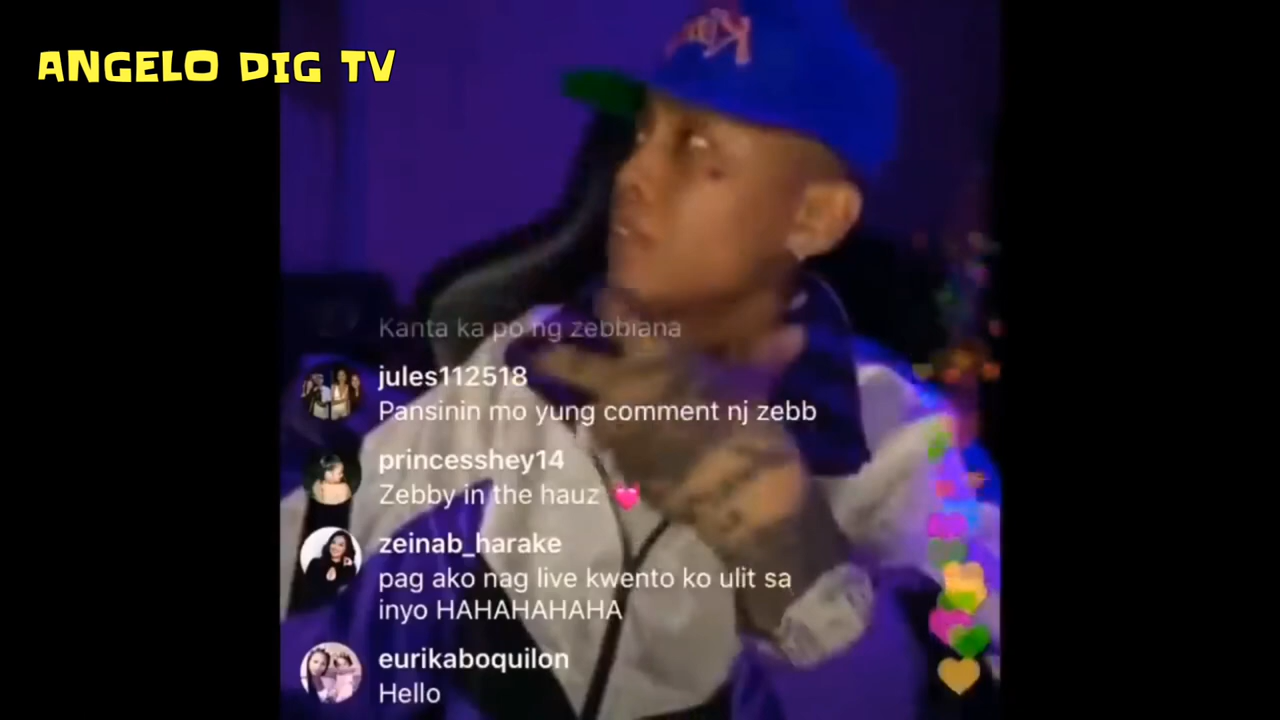 ANGELO DIG TV
Kanta ka po ng zebbiana
jules112518
Pansinin mo yung comment nj zebb
princesshey14
Zebby in the hauz 💓
zeinab_harake
pag ako nag live kwento ko ulit sa
inyo HAHAHAHAHA
eurikaboquilon
Hello